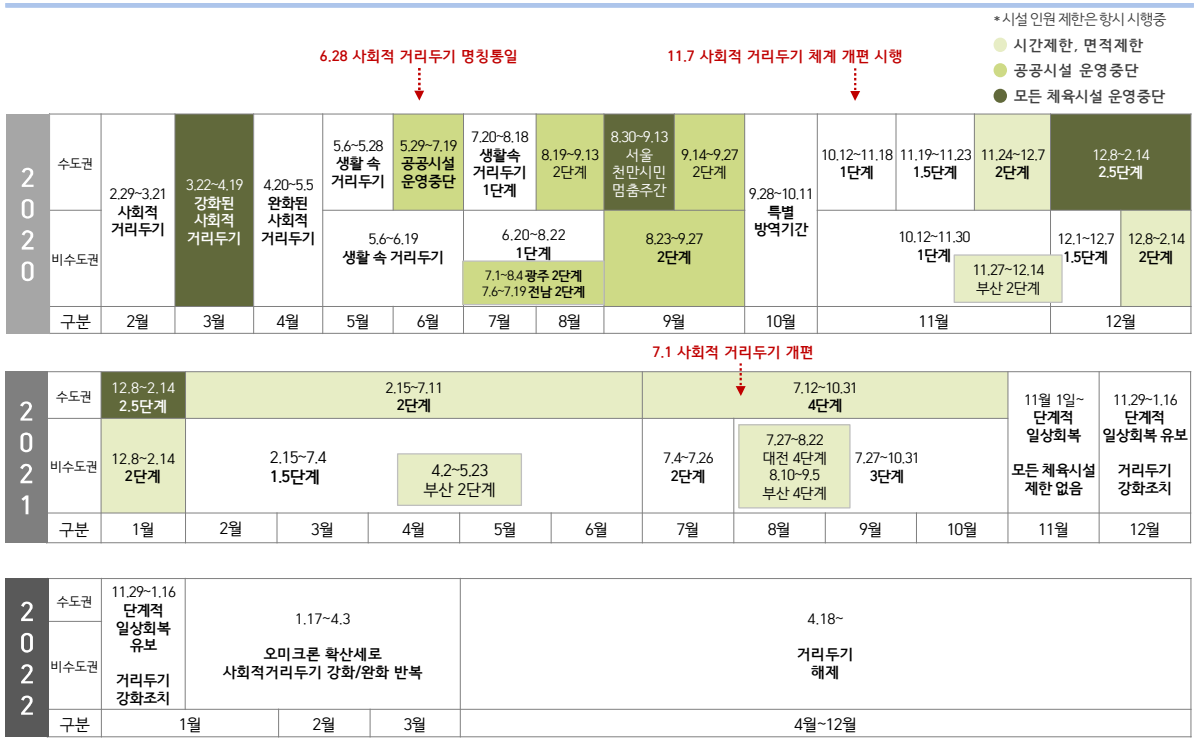 *시설 인원 제한은 항시 시행중
시간제한, 면적제한
공공시설 운영중단
모든 체육시설 운영중단
6.28 사회적 거리두기 명칭통일
11.7 사회적 거리두기 체계 개편 시행
2020
수도권
비수도권
2.29~3.21
사회적
거리두기
3.22~4.19
강화된
사회적
거리두기
4.20~5.5
완화된
사회적
거리두기
5.6~5.28
생활 속
거리두기
5.29~7.19
공공시설
운영중단
7.20~8.18
생활속
거리두기
1단계
8.19~9.13
2단계
8.30~9.13
서울
천만시민
멈춤주간
9.14~9.27
2단계
9.28~10.11
특별
방역기간
10.12~11.18
1단계
11.19~11.23
1.5단계
11.24~12.7
2단계
12.8~2.14
2.5단계
5.6~6.19
생활 속 거리두기
6.20~8.22
1단계
7.1~8.4 광주 2단계
7.6~7.19 전남 2단계
8.23~9.27
2단계
10.12~11.30
1단계
11.27~12.14
부산 2단계
12.1~12.7
1.5단계
12.8~2.14
2단계
구분 2월 3월 4월 5월 6월 7월 8월 9월 10월 11월 12월
7.1 사회적 거리두기 개편
2021
수도권
12.8~2.14
2.5단계
2.15~7.11
2단계
7.12~10.31
4단계
11월 1일~
단계적
일상회복
모든 체육시설
제한 없음
11.29~1.16
단계적
일상회복 유보
거리두기
강화조치
비수도권
12.8~2.14
2단계
2.15~7.4
1.5단계
4.2~5.23
부산 2단계
7.4~7.26
2단계
7.27~8.22
대전 4단계
8.10~9.5
부산 4단계
7.27~10.31
3단계
구분 1월 2월 3월 4월 5월 6월 7월 8월 9월 10월 11월 12월
2022
수도권
비수도권
11.29~1.16
단계적
일상회복
유보
거리두기
강화조치
1.17~4.3
오미크론 확산세로
사회적거리두기 강화/완화 반복
4.18~
거리두기
해제
구분 1월 2월 3월 4월~12월